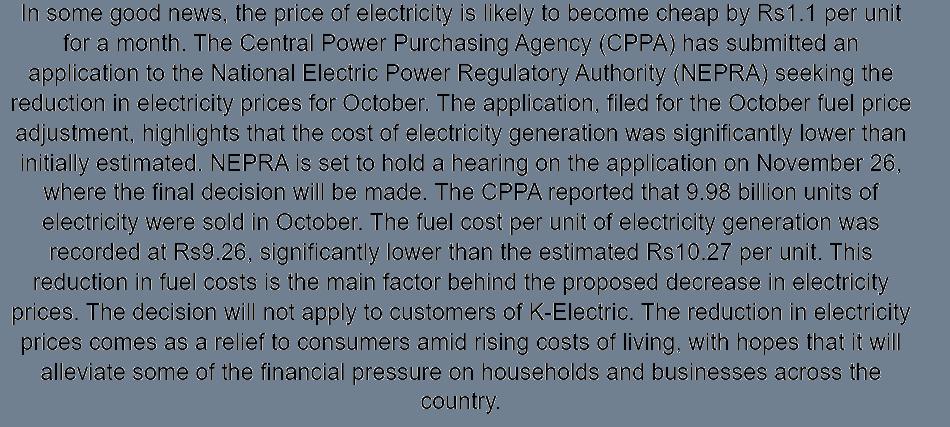 In some good news, the price of electricity is likely to become cheap by Rs1.1 per unit
for a month. The Central Power Purchasing Agency (CPPA) has submitted an
application to the National Electric Power Regulatory Authority (NEPRA) seeking the
reduction in electricity prices for October. The application, filed for the October fuel price
adjustment, highlights that the cost of electricity generation was significantly lower than
initially estimated. NEPRA is set to hold a hearing on the application on November 26,
where the final decision will be made. The CPPA reported that 9.98 billion units of
electricity were sold in October. The fuel cost per unit of electricity generation was
recorded at Rs9.26, significantly lower than the estimated Rs10.27 per unit. This
reduction in fuel costs is the main factor behind the proposed decrease in electricity
prices. The decision will not apply to customers of K-Electric. The reduction in electricity
prices comes as a relief to consumers amid rising costs of living, with hopes that it will
alleviate some of the financial pressure on households and businesses across the
country.